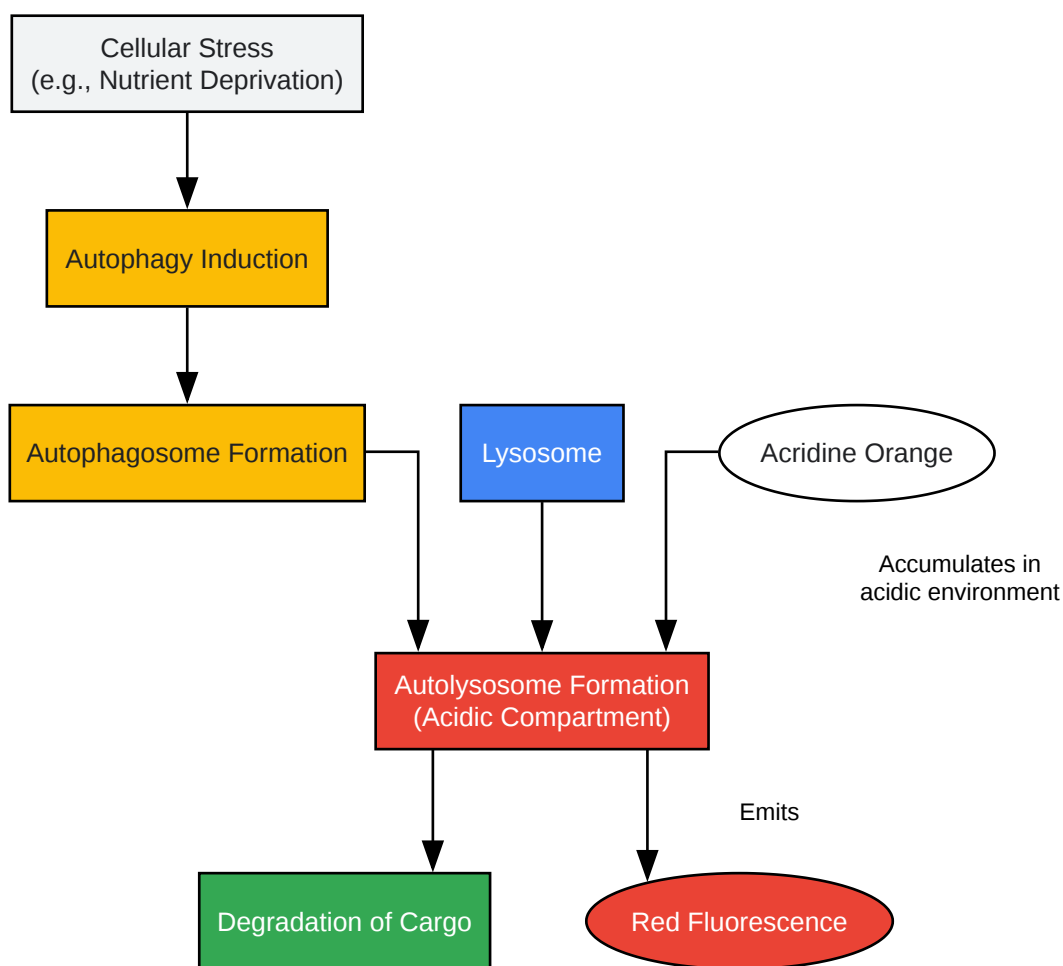 Cellular Stress
(e.g., Nutrient Deprivation)
Autophagy Induction
Autophagosome Formation
Lysosome
Acridine Orange
Accumulates in
acidic environment
Autolysosome Formation
(Acidic Compartment)
Emits
Degradation of Cargo
Red Fluorescence